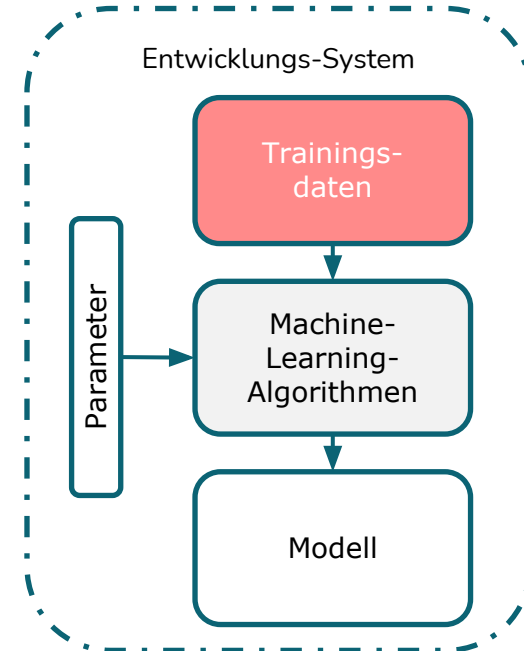 Entwicklungs-System
Trainings-
daten
Parameter
Machine-
Learning-
Algorithmen
Modell